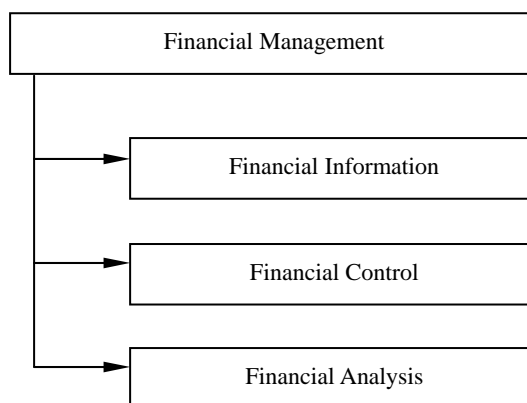 Financial Management
Financial Information
Financial Control
Financial Analysis